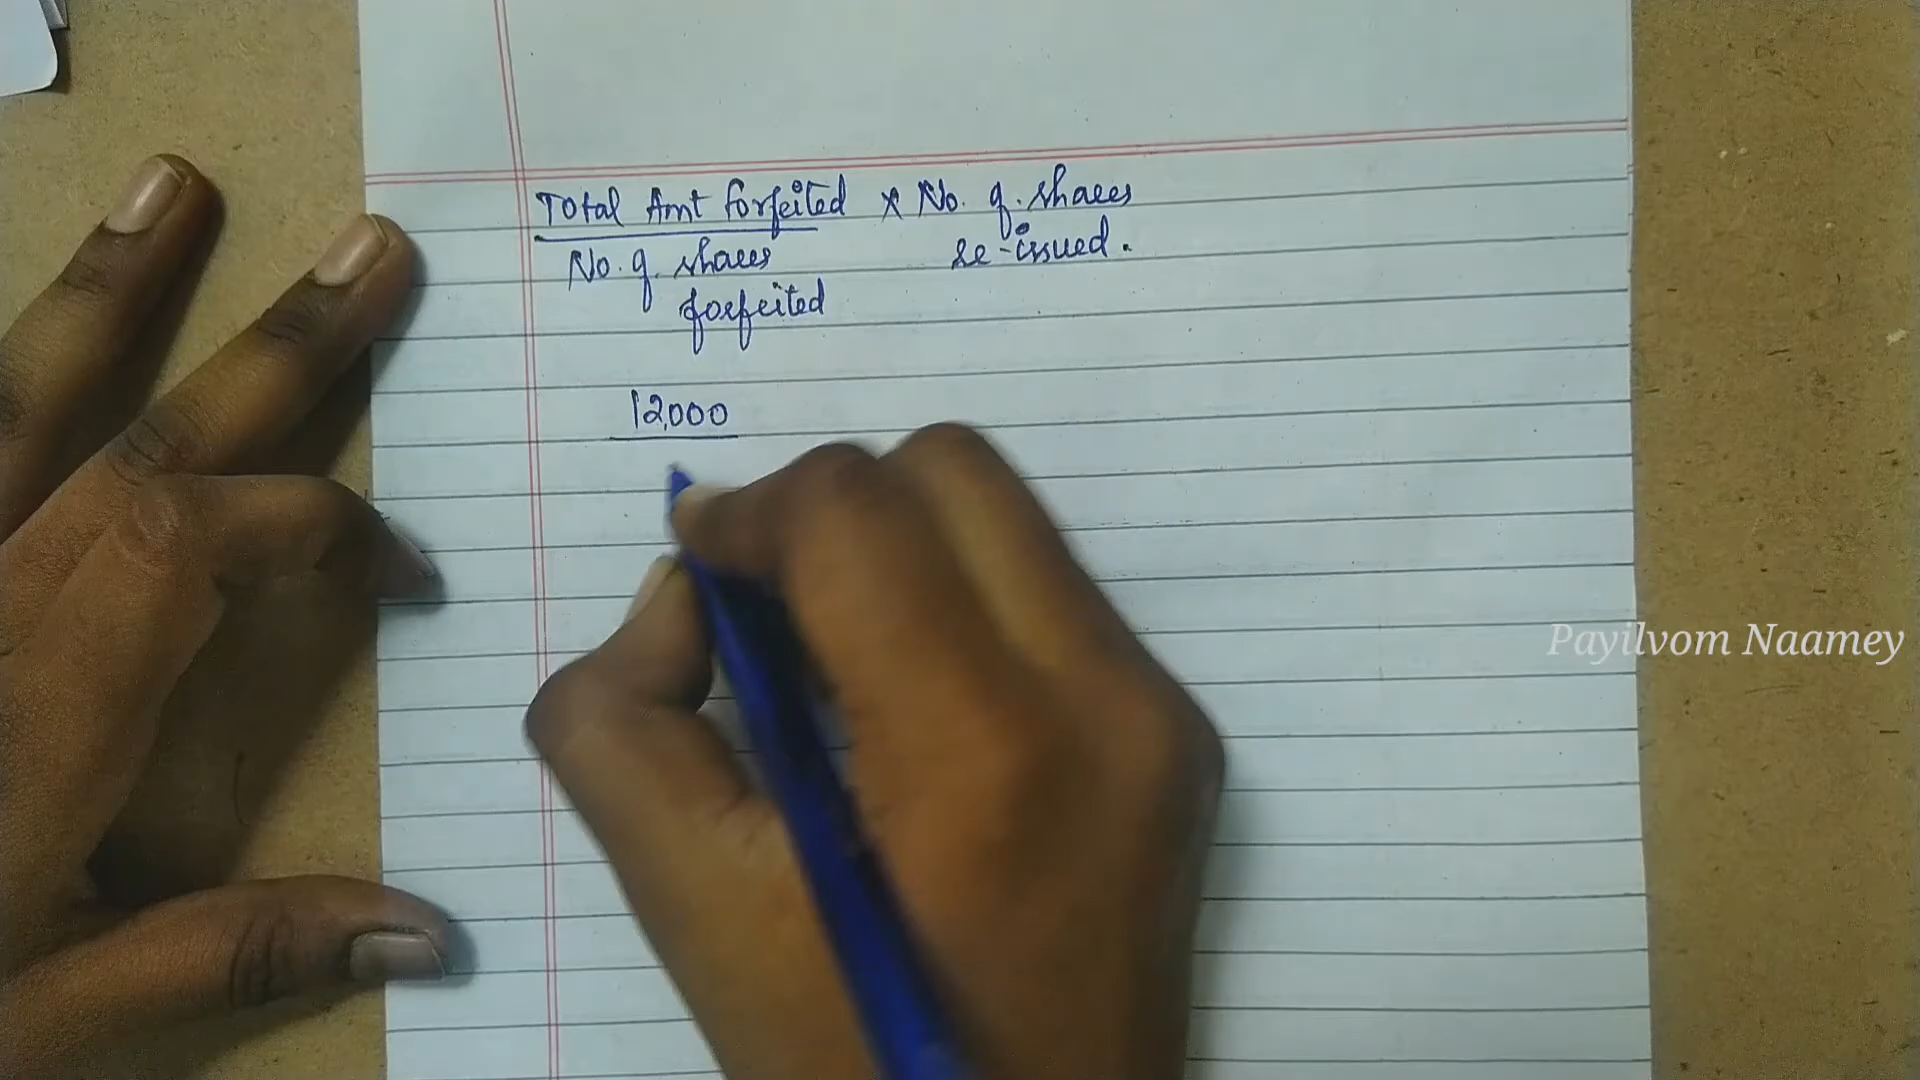 Total Amt forfeited × No. of shares
No. of shares re-issued.
forfeited
12,000
Payilvom Naamey